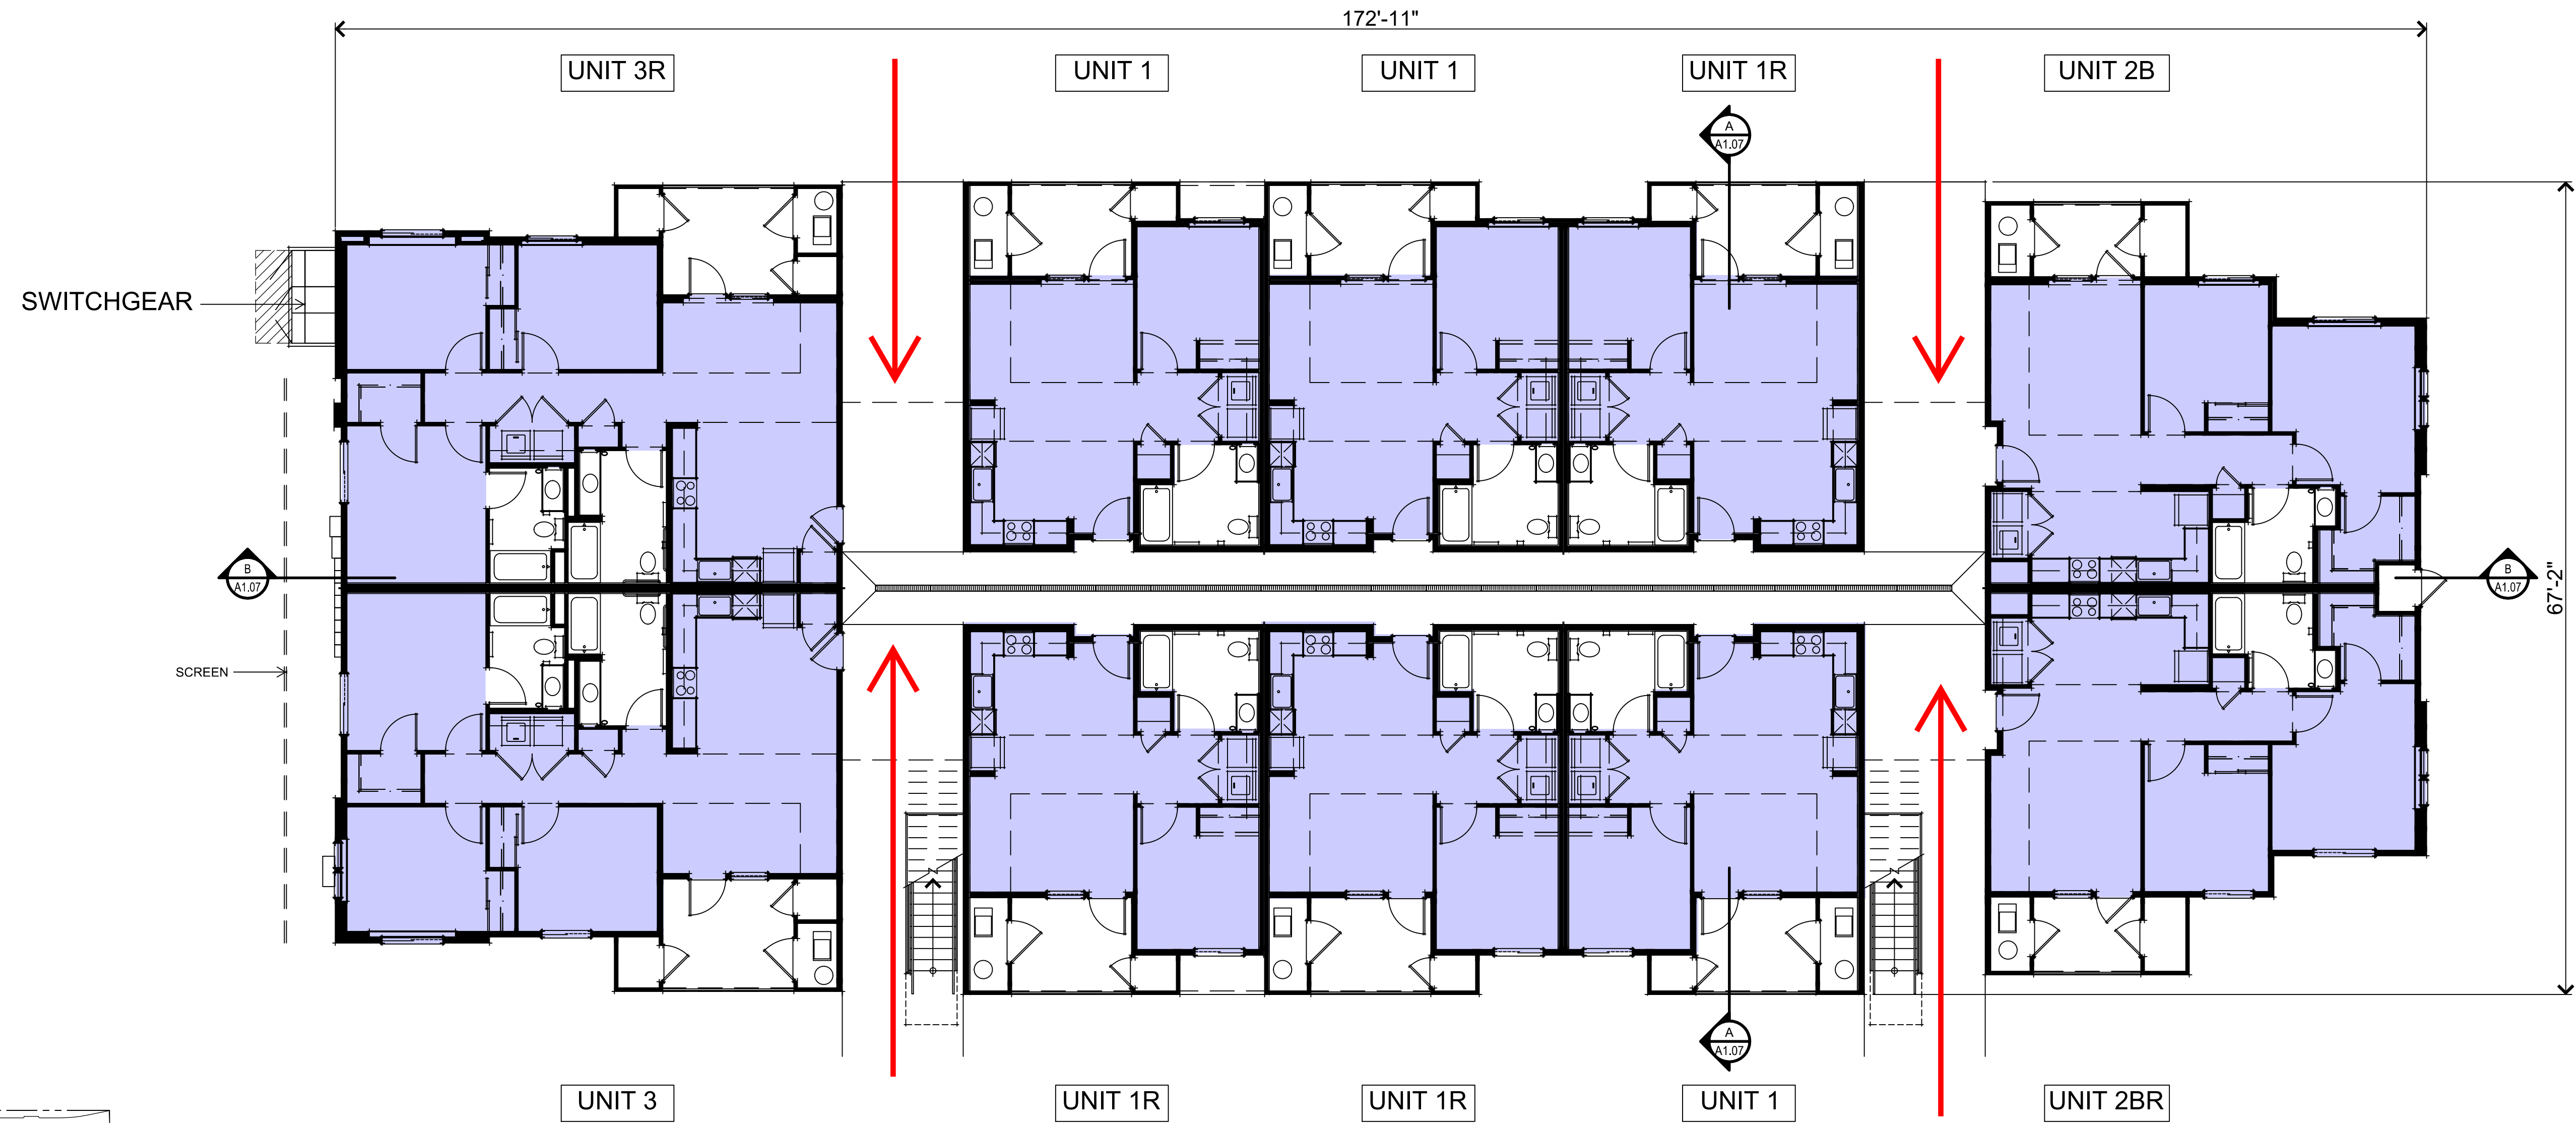 172'-11"
UNIT 3R
UNIT 1
UNIT 1
UNIT 1R
UNIT 2B
A
A1.07
SWITCHGEAR
B
A1.07
B
A1.07
67'-2"
SCREEN
A
A1.07
UNIT 3
UNIT 1R
UNIT 1R
UNIT 1
UNIT 2BR